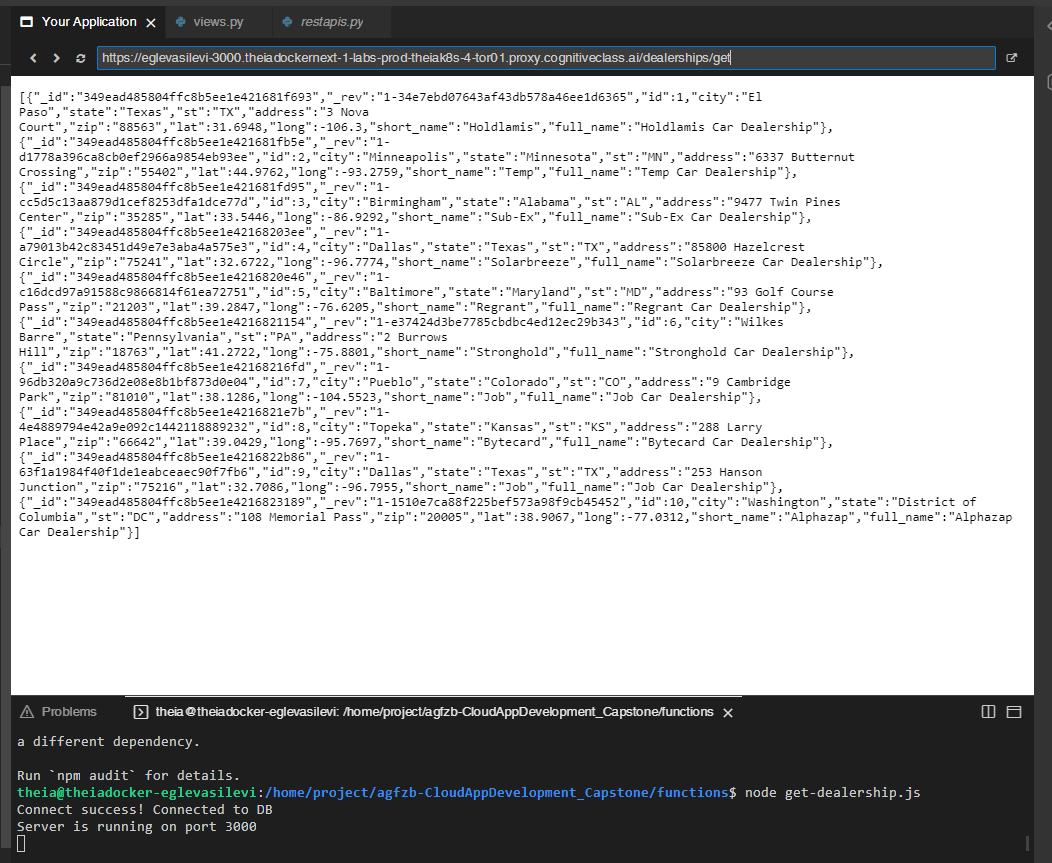 Your Application
views.py
restapis.py
https://eglevasilevi-3000.theiadockernext-1-labs-prod-theiak8s-4-tor01.proxy.cognitiveclass.ai/dealerships/get
[{"_id":"349ead485804ffc8b5ee1e421681f693","_rev":"1-34e7ebd07643af43db578a46ee1d6365","id":1,"city":"El
Paso","state":"Texas","st":"TX","address":"3 Nova
Court","zip":"88563","lat":31.6948,"long":-106.3,"short_name":"Holdlamis","full_name":"Holdlamis Car Dealership"},
{"_id":"349ead485804ffc8b5ee1e421681fb5e","_rev":"1-
d1778a396ca8cb0ef2966a9854eb93ee","id":2,"city":"Minneapolis","state":"Minnesota","st":"MN","address":"6337 Butternut
Crossing","zip":"55402","lat":44.9762,"long":-93.2759,"short_name":"Temp","full_name":"Temp Car Dealership"},
{"_id":"349ead485804ffc8b5ee1e421681fd95","_rev":"1-
cc5d5c13aa879d1cef8253dfa1dce77d","id":3,"city":"Birmingham","state":"Alabama","st":"AL","address":"9477 Twin Pines
Center","zip":"35285","lat":33.5446,"long":-86.9292,"short_name":"Sub-Ex","full_name":"Sub-Ex Car Dealership"},
{"_id":"349ead485804ffc8b5ee1e42168203ee","_rev":"1-
a79013b42c83451d49e7e3aba4a575e3","id":4,"city":"Dallas","state":"Texas","st":"TX","address":"85800 Hazelcrest
Circle","zip":"75241","lat":32.6722,"long":-96.7774,"short_name":"Solarbreeze","full_name":"Solarbreeze Car Dealership"},
{"_id":"349ead485804ffc8b5ee1e4216820e46","_rev":"1-
c16dcd97a91588c9866814f61ea72751","id":5,"city":"Baltimore","state":"Maryland","st":"MD","address":"93 Golf Course
Pass","zip":"21203","lat":39.2847,"long":-76.6205,"short_name":"Regrant","full_name":"Regrant Car Dealership"},
{"_id":"349ead485804ffc8b5ee1e4216821154","_rev":"1-e37424d3be7785cbdbc4ed12ec29b343","id":6,"city":"Wilkes
Barre","state":"Pennsylvania","st":"PA","address":"2 Burrows
Hill","zip":"18763","lat":41.2722,"long":-75.8801,"short_name":"Stronghold","full_name":"Stronghold Car Dealership"},
{"_id":"349ead485804ffc8b5ee1e42168216fd","_rev":"1-
96db320a9c736d2e08e8b1bf873d0e04","id":7,"city":"Pueblo","state":"Colorado","st":"CO","address":"9 Cambridge
Park","zip":"81010","lat":38.1286,"long":-104.5523,"short_name":"Job","full_name":"Job Car Dealership"},
{"_id":"349ead485804ffc8b5ee1e4216821e7b","_rev":"1-
4e4889794e42a9e092c1442118889232","id":8,"city":"Topeka","state":"Kansas","st":"KS","address":"288 Larry
Place","zip":"66642","lat":39.0429,"long":-95.7697,"short_name":"Bytecard","full_name":"Bytecard Car Dealership"},
{"_id":"349ead485804ffc8b5ee1e4216822b86","_rev":"1-
63f1a1984f40f1de1eabceaec90f7fb6","id":9,"city":"Dallas","state":"Texas","st":"TX","address":"253 Hanson
Junction","zip":"75216","lat":32.7086,"long":-96.7955,"short_name":"Job","full_name":"Job Car Dealership"},
{"_id":"349ead485804ffc8b5ee1e4216823189","_rev":"1-1510e7ca88f225bef573a98f9cb45452","id":10,"city":"Washington","state":"District of
Columbia","st":"DC","address":"108 Memorial Pass","zip":"20005","lat":38.9067,"long":-77.0312,"short_name":"Alphazap","full_name":"Alphazap
Car Dealership"}]
Problems
theia@theiadocker-eglevasilevi: /home/project/agfzb-CloudAppDevelopment_Capstone/functions
a different dependency.
Run `npm audit` for details.
theia@theiadocker-eglevasilevi:/home/project/agfzb-CloudAppDevelopment_Capstone/functions$ node get-dealership.js
Connect success! Connected to DB
Server is running on port 3000